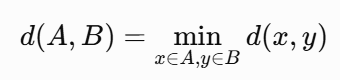 d(A, B) = min_{x∈A,y∈B} d(x, y)